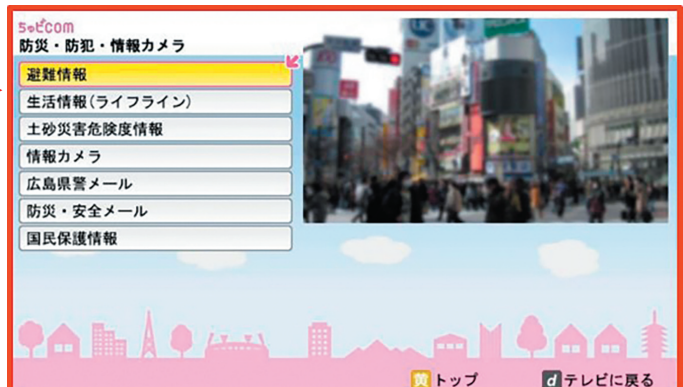 ちゅピCOM
防災・防犯・情報カメラ
避難情報
生活情報(ライフライン)
土砂災害危険度情報
情報カメラ
広島県警メール
防災・安全メール
国民保護情報
黄 トップ
d テレビに戻る